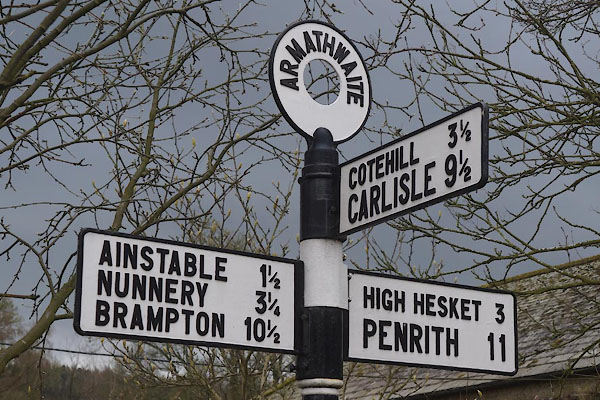 ARMATHWAITE
COTEHILL 3½
CARLISLE 9½
AINSTABLE 1½
NUNNERY 3¼
BRAMPTON 10½
HIGH HESKET 3
PENRITH 11